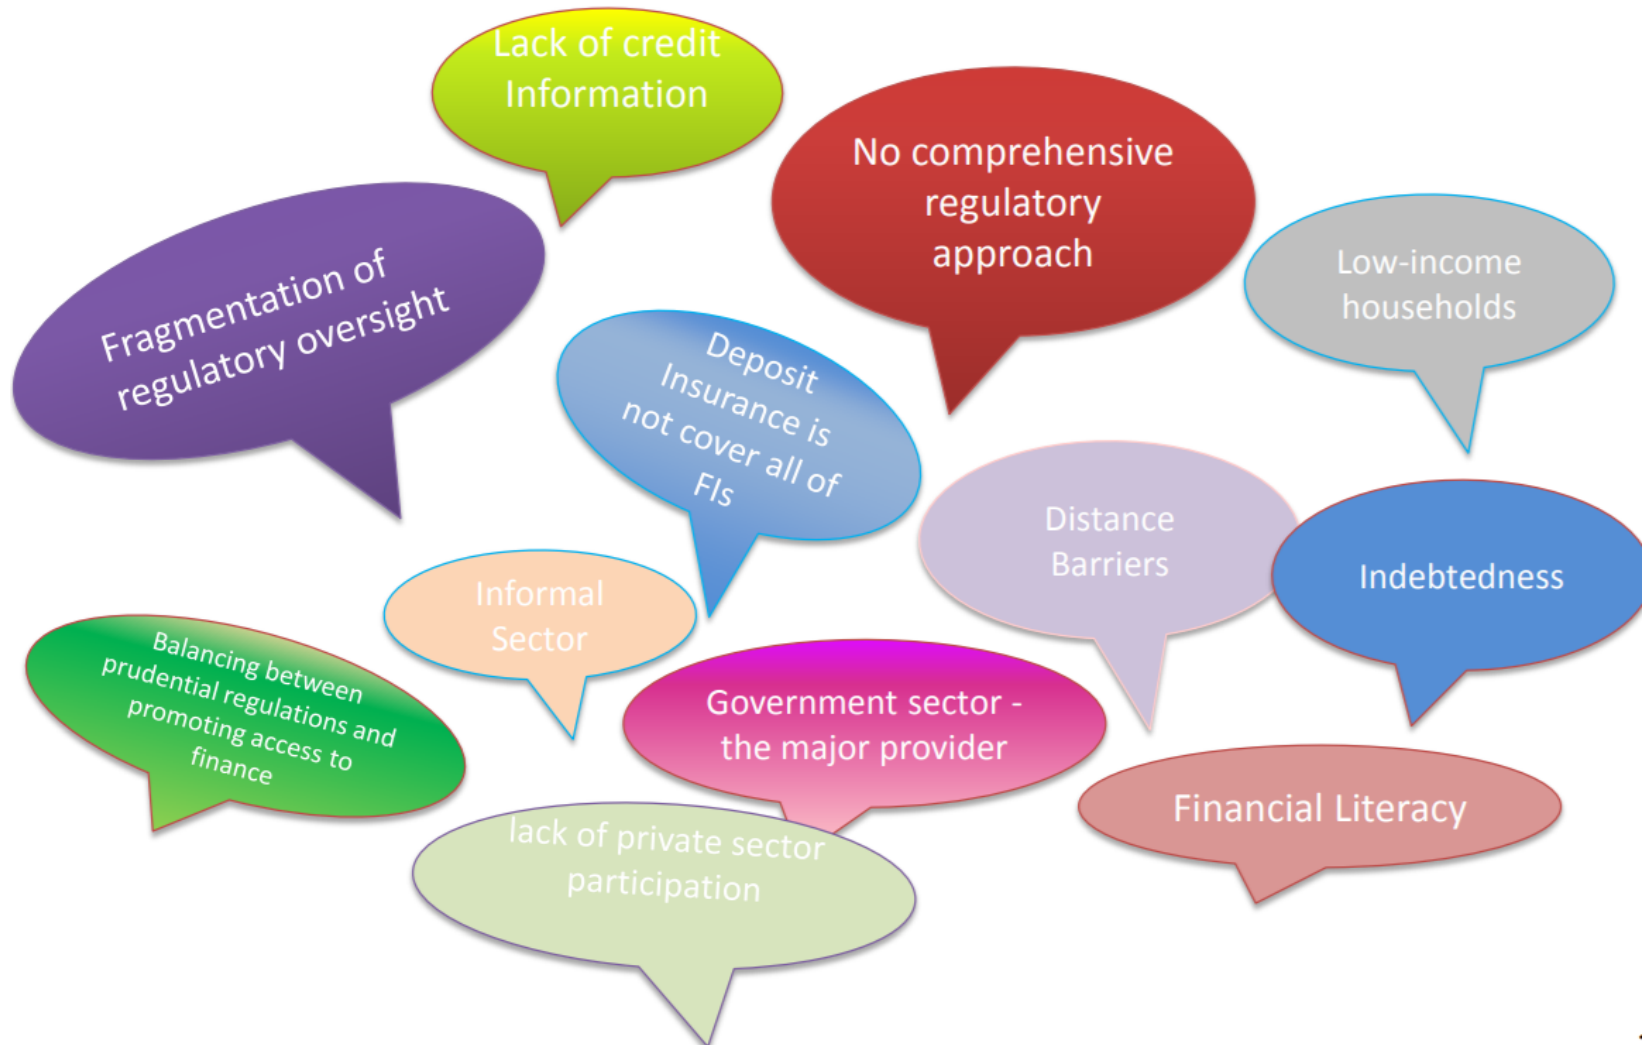 Lack of credit
Information
No comprehensive
regulatory
approach
Low-income
households
Fragmentation of
regulatory oversight
Deposit
Insurance is
not cover all of
FIs
Distance
Barriers
Indebtedness
Informal
Sector
Balancing between
prudential regulations and
promoting access to
finance
Government sector -
the major provider
Financial Literacy
lack of private sector
participation